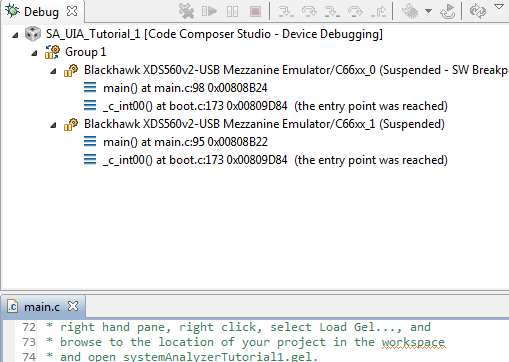 Debug
SA_UIA_Tutorial_1 [Code Composer Studio - Device Debugging]
Group 1
Blackhawk XDS560v2-USB Mezzanine Emulator/C66xx_0 (Suspended - SW Breakp
main() at main.c:98 0x00808B24
_c_int00() at boot.c:173 0x00809D84 (the entry point was reached)
Blackhawk XDS560v2-USB Mezzanine Emulator/C66xx_1 (Suspended)
main() at main.c:95 0x00808B22
_c_int00() at boot.c:173 0x00809D84 (the entry point was reached)
main.c
72 * right hand pane, right click, select Load Gel..., and
73 * browse to the location of your project in the workspace
74 * and open systemAnalyzerTutorial1.gel.